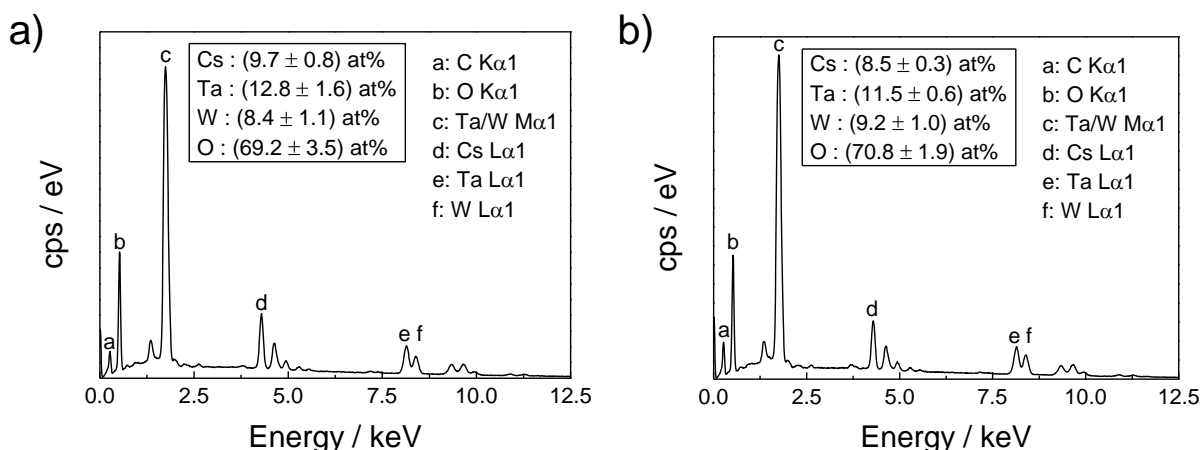 a)
cps / eV
Cs : (9.7 ± 0.8) at%
Ta : (12.8 ± 1.6) at%
W : (8.4 ± 1.1) at%
O : (69.2 ± 3.5) at%
a: C Kα1
b: O Kα1
c: Ta/W Mα1
d: Cs Lα1
e: Ta Lα1
f: W Lα1
a
b
c
d
e f
0.0 2.5 5.0 7.5 10.0 12.5
Energy / keV
b)
cps / eV
Cs : (8.5 ± 0.3) at%
Ta : (11.5 ± 0.6) at%
W : (9.2 ± 1.0) at%
O : (70.8 ± 1.9) at%
a: C Kα1
b: O Kα1
c: Ta/W Mα1
d: Cs Lα1
e: Ta Lα1
f: W Lα1
a
b
c
d
e f
0.0 2.5 5.0 7.5 10.0 12.5
Energy / keV